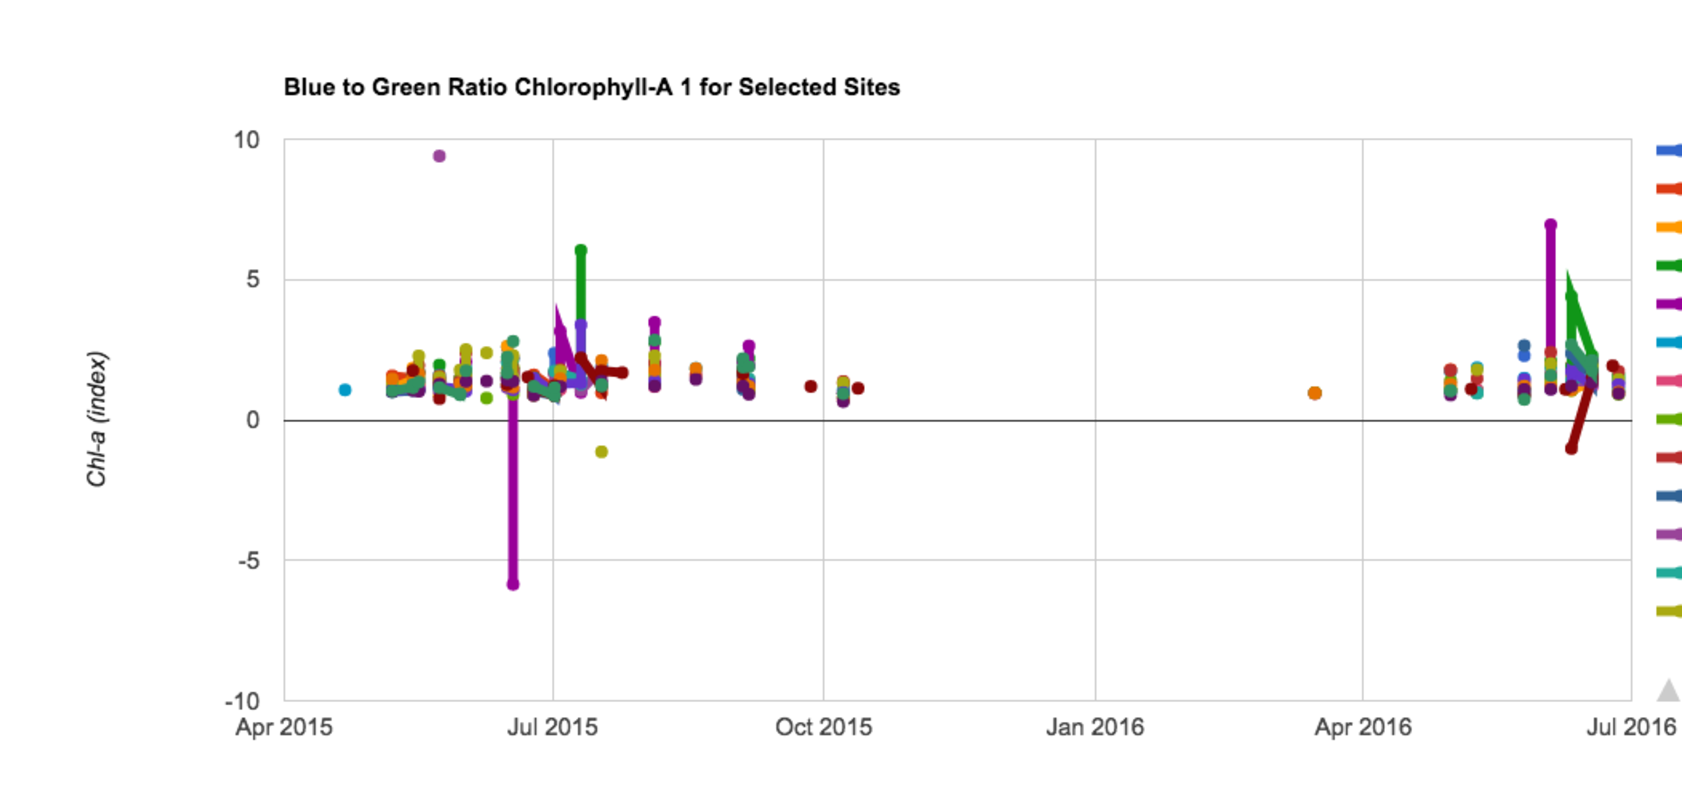 Blue to Green Ratio Chlorophyll-A 1 for Selected Sites
10
5
0
-5
-10
Chl-a (index)
Apr 2015 Jul 2015 Oct 2015 Jan 2016 Apr 2016 Jul 2016